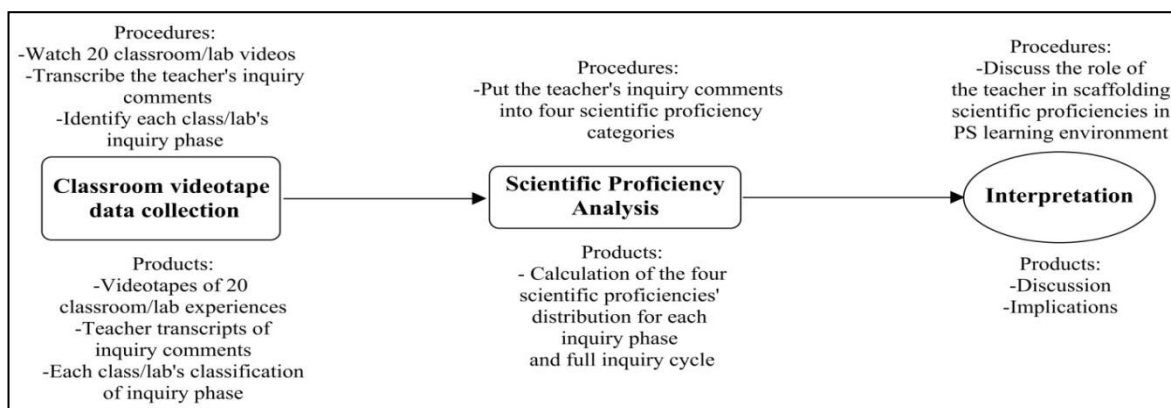 Procedures:
-Watch 20 classroom/lab videos
-Transcribe the teacher's inquiry
comments
-Identify each class/lab's
inquiry phase
Classroom videotape
data collection
Products:
-Videotapes of 20
classroom/lab experiences
-Teacher transcripts of
inquiry comments
-Each class/lab's classification
of inquiry phase
Procedures:
-Put the teacher's inquiry comments
into four scientific proficiency
categories
Scientific Proficiency
Analysis
Products:
- Calculation of the four
scientific proficiencies'
distribution for each
inquiry phase
and full inquiry cycle
Procedures:
-Discuss the role of
the teacher in scaffolding
scientific proficiencies in
PS learning environment
Interpretation
Products:
-Discussion
-Implications